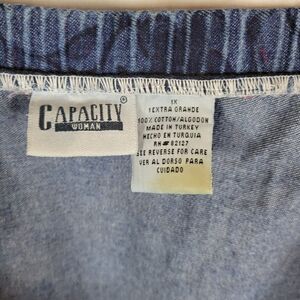 CAPACITY®
WOMAN
1X
1EXTRA GRANDE
100% COTTON/ALGODON
MADE IN TURKEY
HECHO EN TURQUIA
RN# 82127
SEE REVERSE FOR CARE
VER AL DORSO PARA
CUIDADO